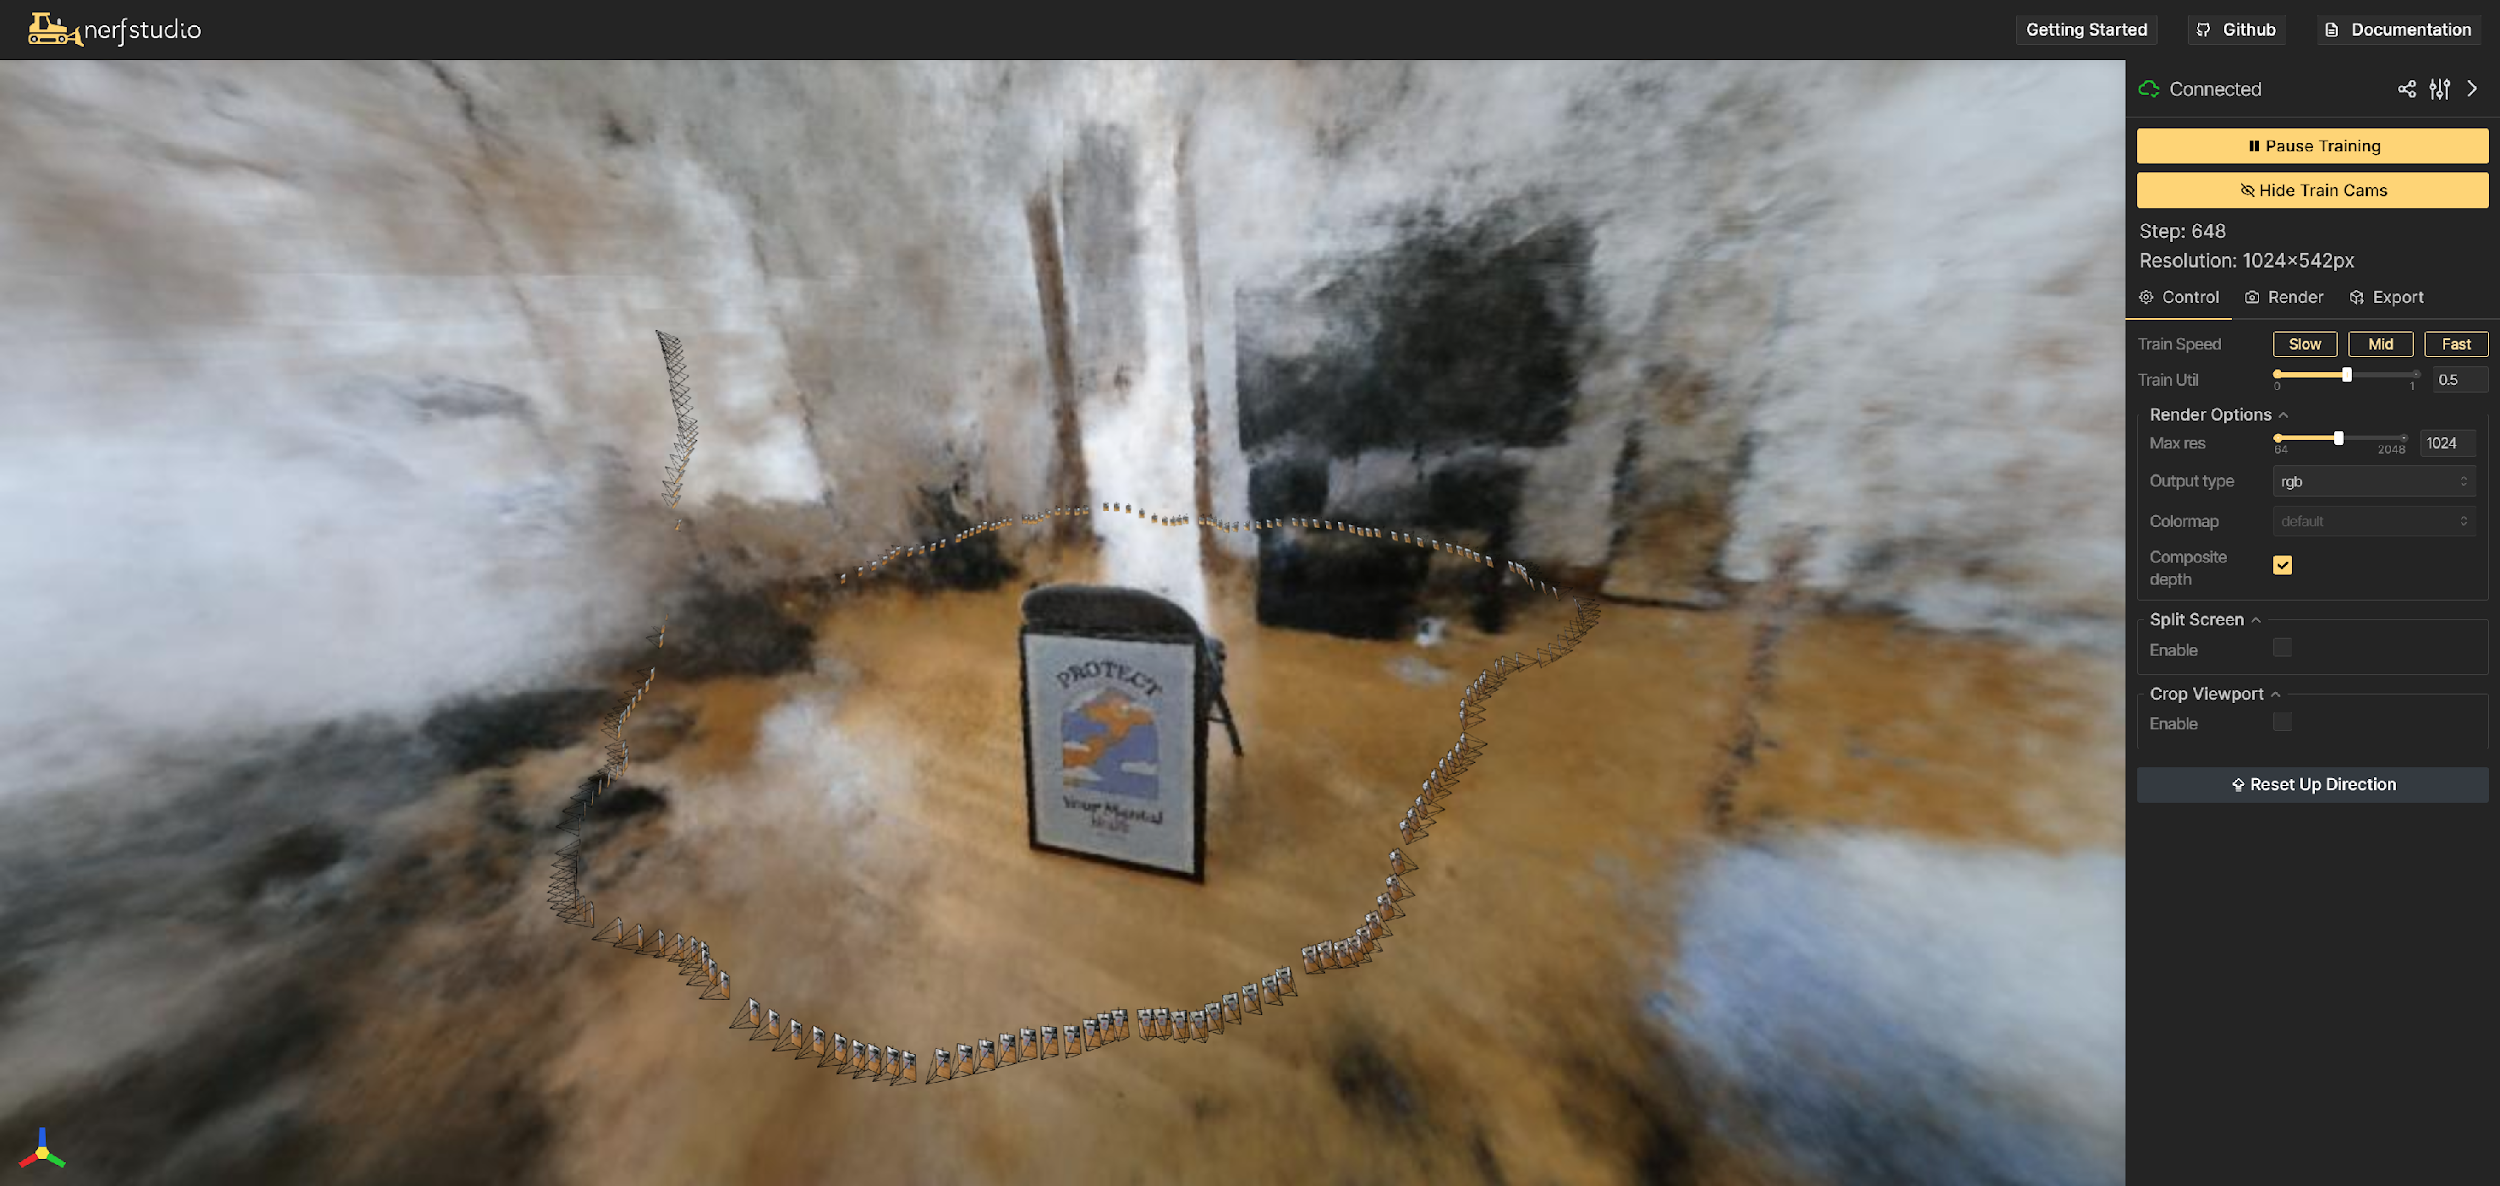 nerfstudio
Getting Started
Github
Documentation
Connected
Pause Training
Hide Train Cams
Step: 648
Resolution: 1024×542px
Control
Render
Export
Train Speed
Slow
Mid
Fast
Train Util
0
1
0.5
Render Options
Max res
64
2048
1024
Output type
rgb
Colormap
default
Composite
depth
Split Screen
Enable
Crop Viewport
Enable
Reset Up Direction
PROTECT
Your Mental